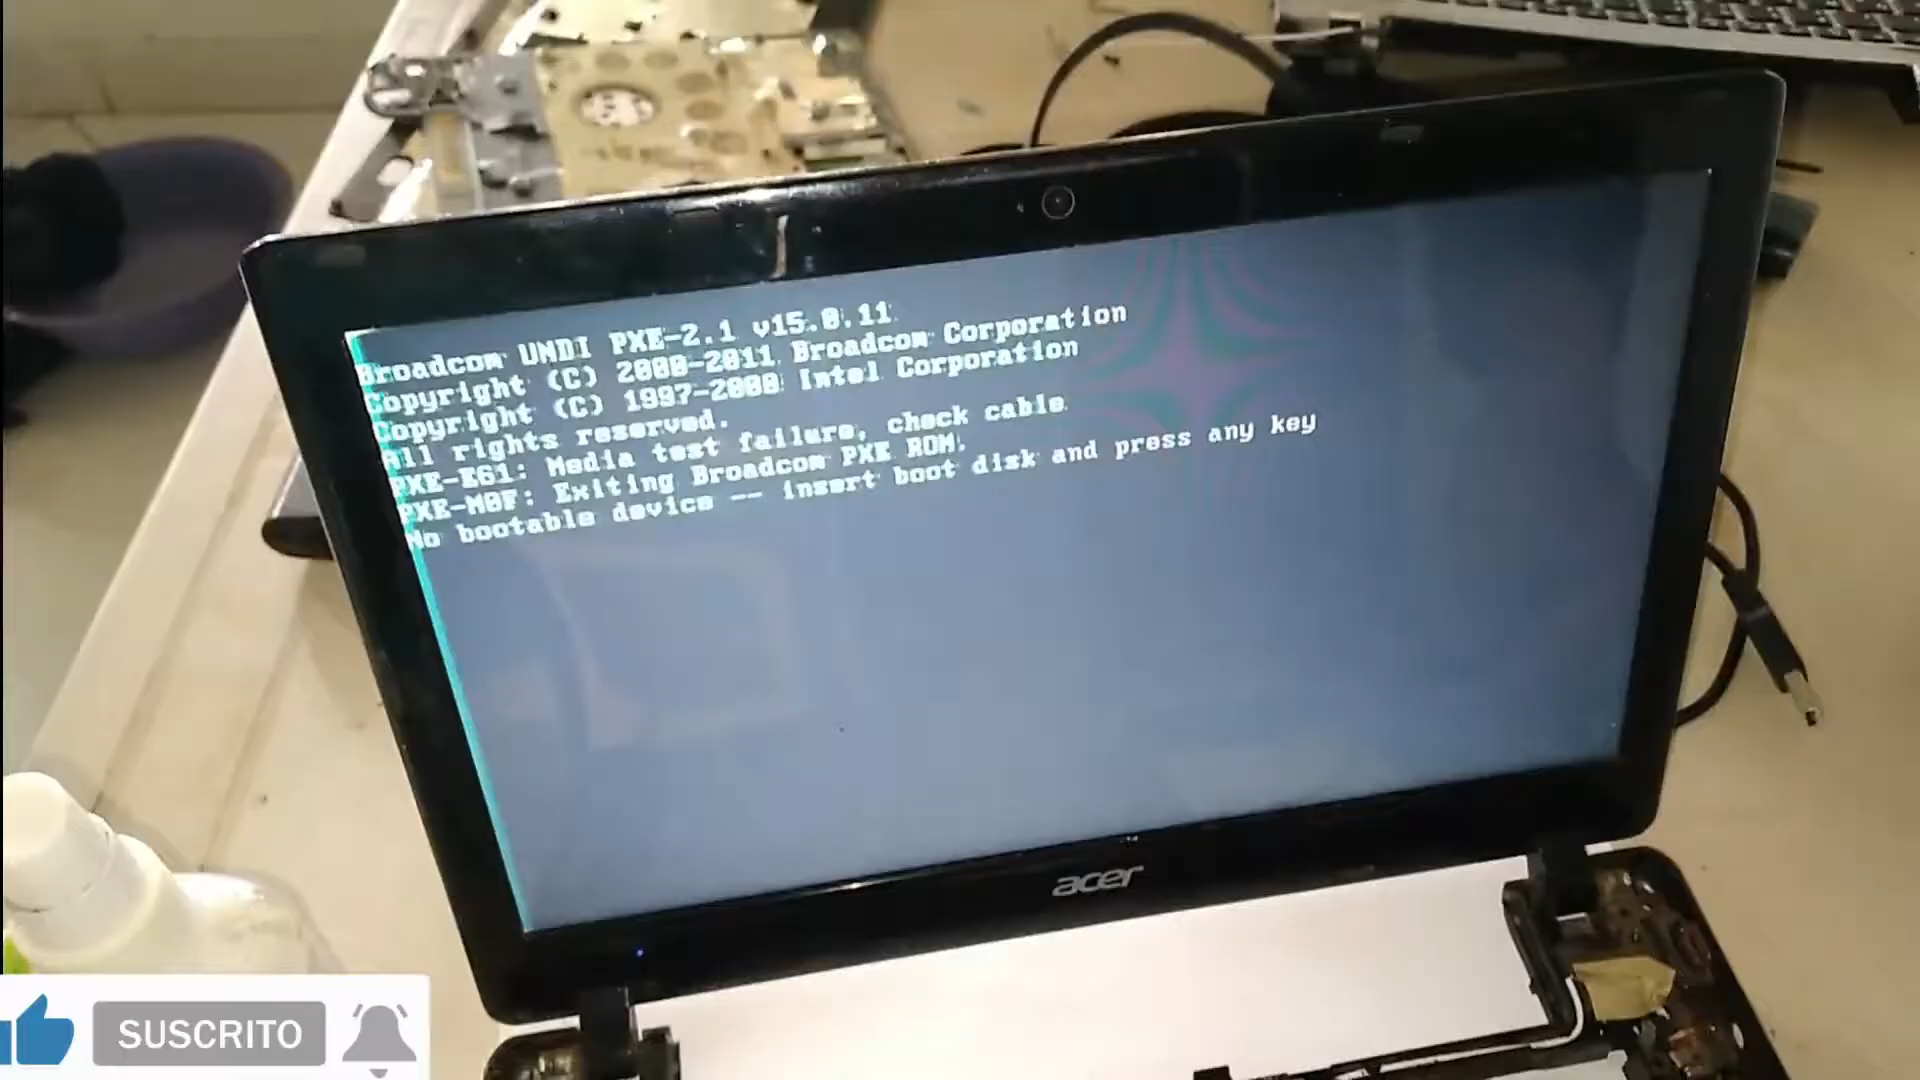 Broadcom UNDI PXE-2.1 v15.0.11
Copyright (C) 2000-2011 Broadcom Corporation
Copyright (C) 1997-2000 Intel Corporation
All rights reserved.
PXE-E61: Media test failure, check cable
PXE-M0F: Exiting Broadcom PXE ROM.
No bootable device -- insert boot disk and press any key
acer
SUSCRITO